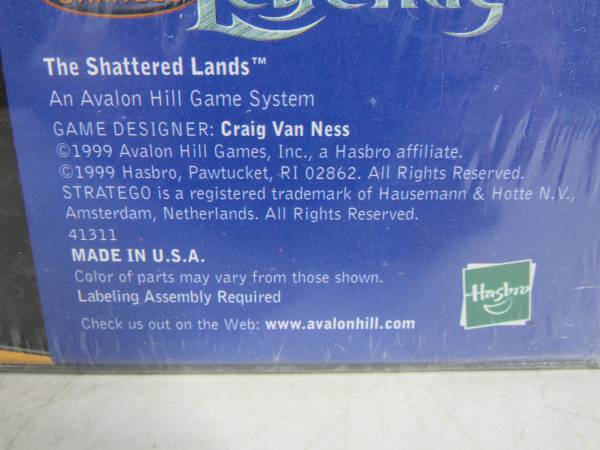 Legends
The Shattered Lands™
An Avalon Hill Game System
GAME DESIGNER: Craig Van Ness
©1999 Avalon Hill Games, Inc., a Hasbro affiliate.
©1999 Hasbro, Pawtucket, RI 02862. All Rights Reserved.
STRATEGO is a registered trademark of Hausemann & Hotte N.V.,
Amsterdam, Netherlands. All Rights Reserved.
41311
MADE IN U.S.A.
Color of parts may vary from those shown.
Labeling Assembly Required
Hasbro
Check us out on the Web: www.avalonhill.com